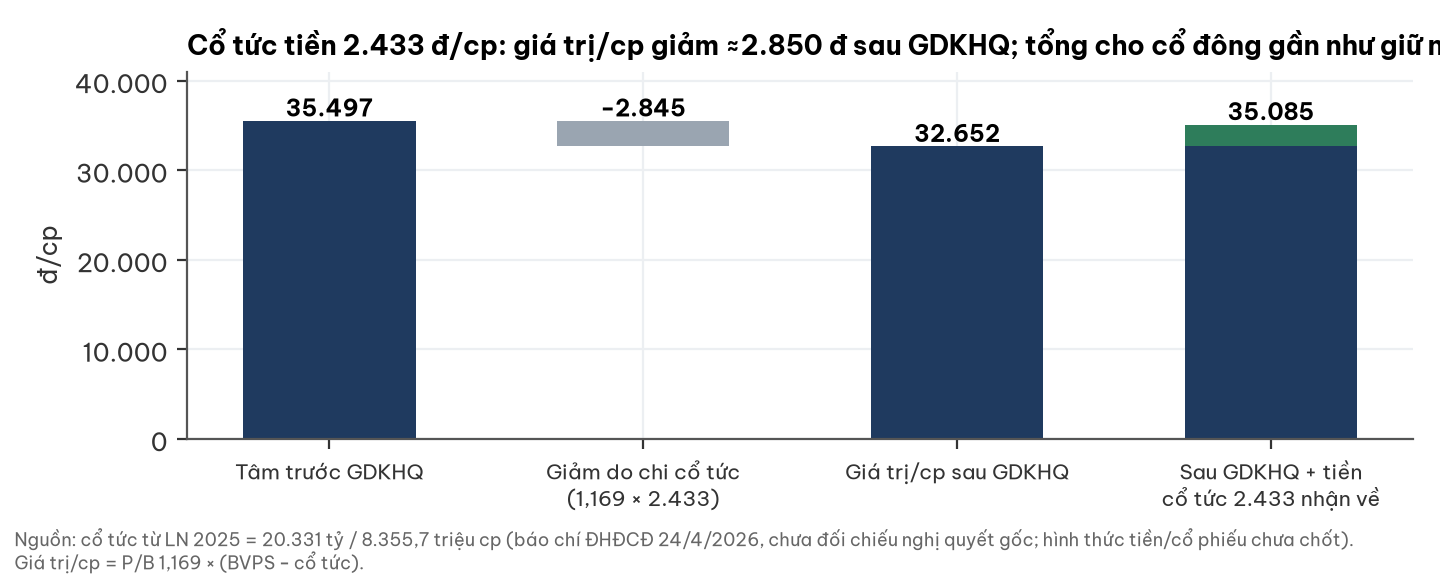 Cổ tức tiền 2.433 đ/cp: giá trị/cp giảm ≈2.850 đ sau GDKHQ; tổng cho cổ đông gần như giữ
40.000
30.000
20.000
10.000
0
đ/cp
35.497
-2.845
32.652
35.085
Tâm trước GDKHQ
Giảm do chi cổ tức
(1,169 × 2.433)
Giá trị/cp sau GDKHQ
Sau GDKHQ + tiền
cổ tức 2.433 nhận về
Nguồn: cổ tức từ LN 2025 = 20.331 tỷ / 8.355,7 triệu cp (báo chí ĐHĐCĐ 24/4/2026, chưa đối chiếu nghị quyết gốc; hình thức tiền/cổ phiếu chưa chốt).
Giá trị/cp = P/B 1,169 × (BVPS - cổ tức).